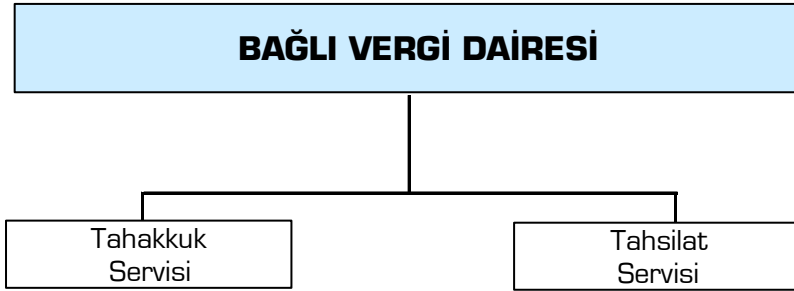 BAĞLI VERGİ DAİRESİ
Tahakkuk
Servisi
Tahsilat
Servisi